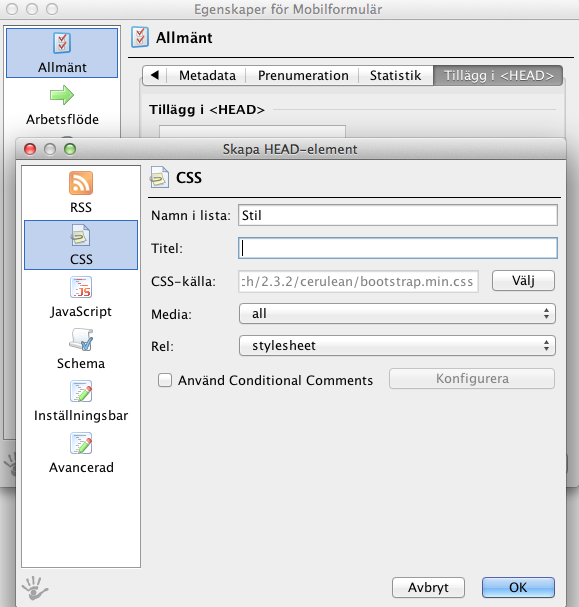 Egenskaper för Mobilformulär
Allmänt
Arbetsflöde
Allmänt
Metadata Prenumeration Statistik Tillägg i <HEAD>
Tillägg i <HEAD>
Skapa HEAD-element
RSS
CSS
JavaScript
Schema
Inställningsbar
Avancerad
CSS
Namn i lista: Stil
Titel:
CSS-källa: :h/2.3.2/cerulean/bootstrap.min.css Välj
Media: all
Rel: stylesheet
Använd Conditional Comments Konfigurera
Avbryt OK